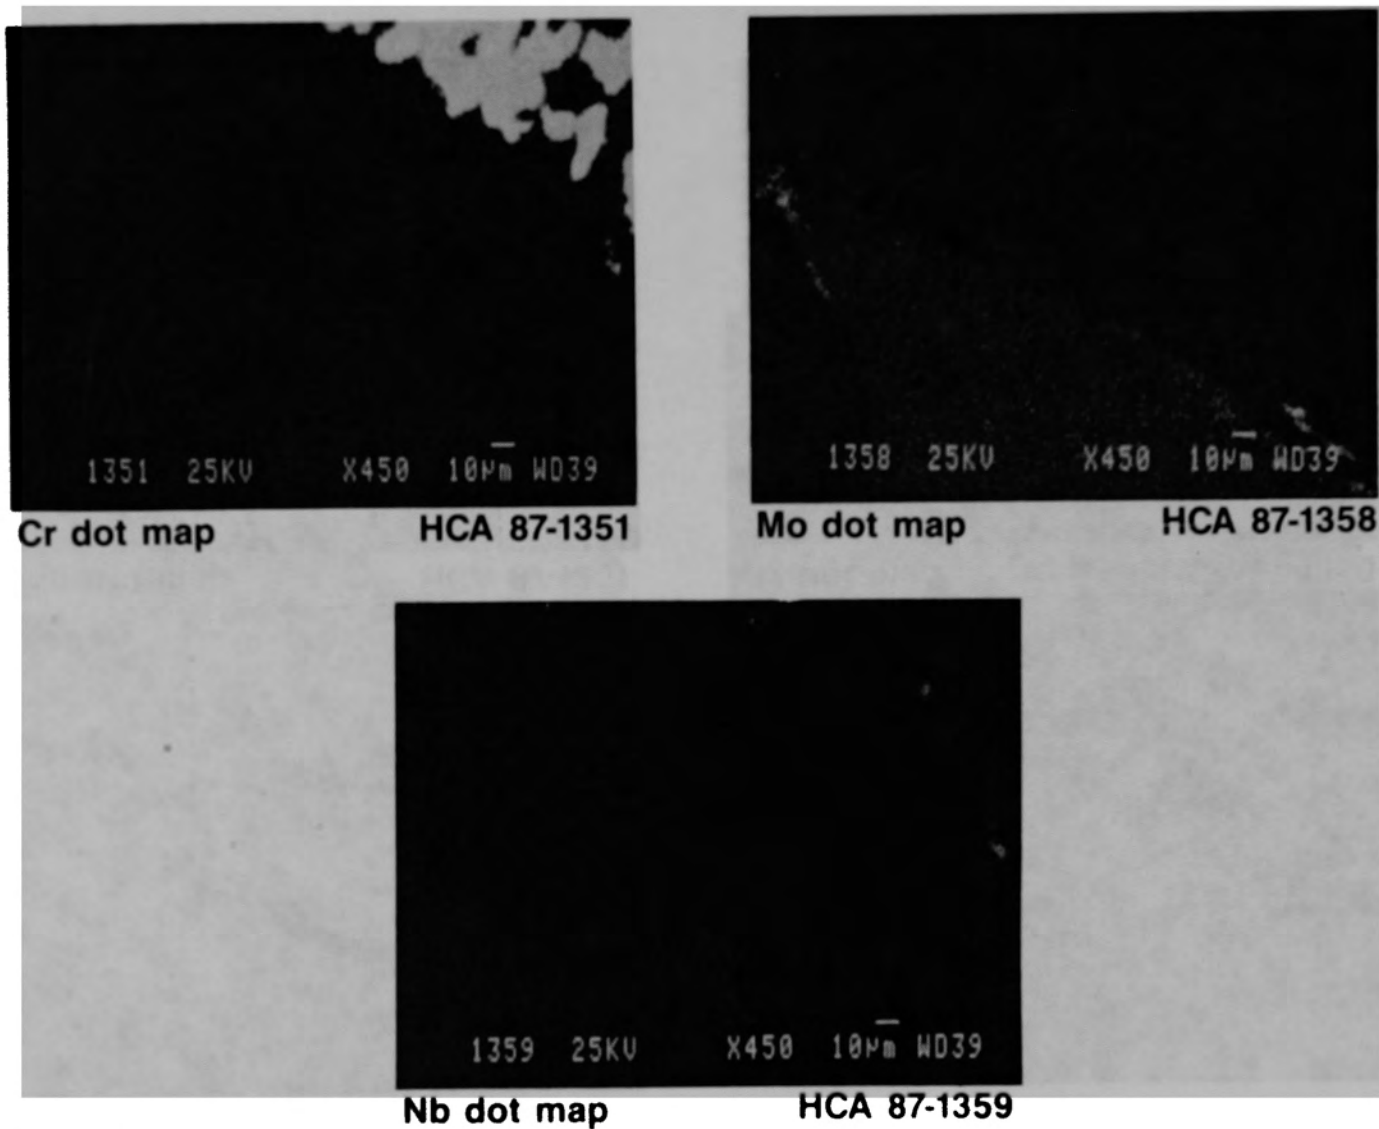 1351 25KV X450 10µm WD39
Cr dot map HCA 87-1351
1358 25KV X450 10µm WD39
Mo dot map HCA 87-1358
1359 25KV X450 10µm WD39
Nb dot map HCA 87-1359